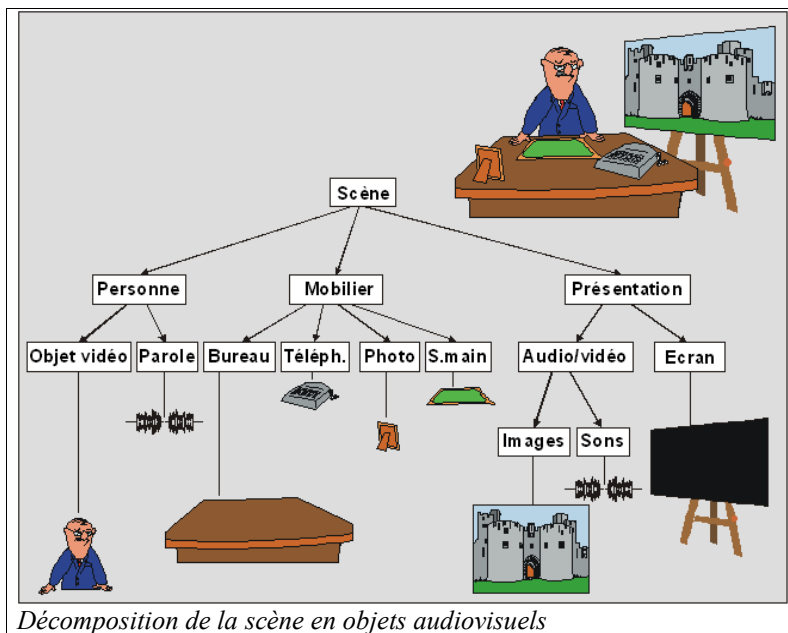 Scène
Personne Mobilier Présentation
Objet vidéo Parole Bureau Téléph. Photo S.main Audio/vidéo Ecran
Images Sons
Décomposition de la scène en objets audiovisuels